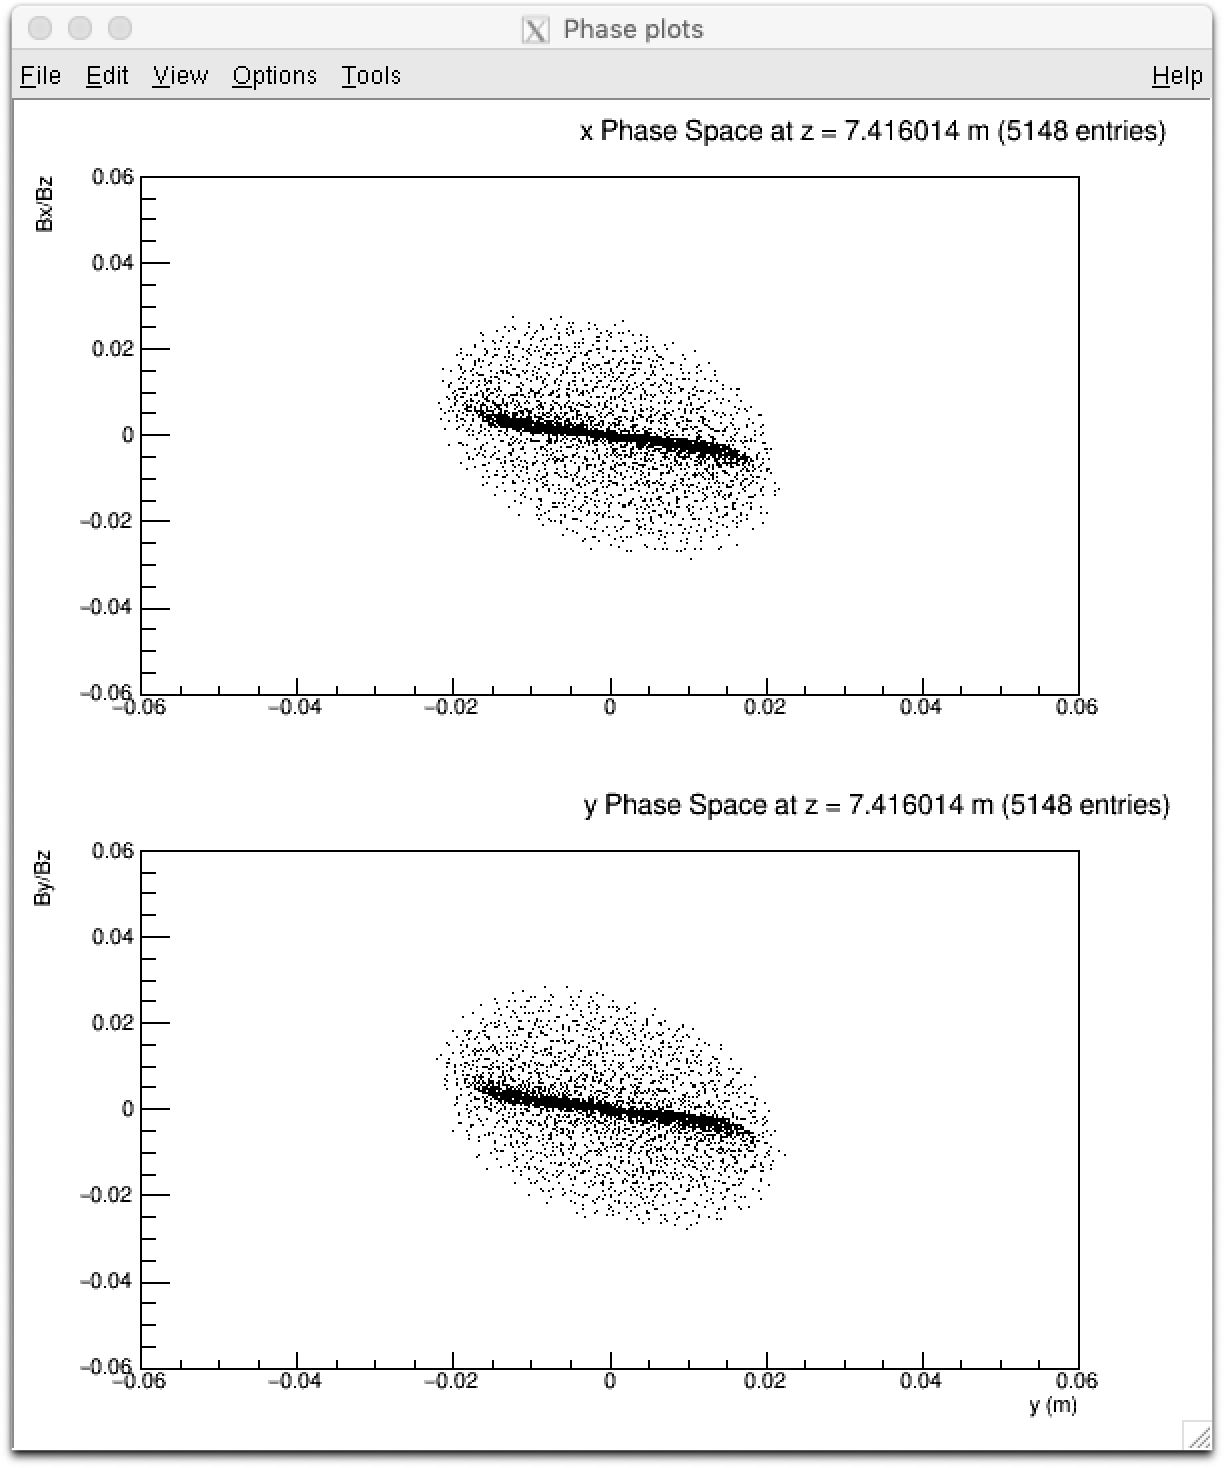 Phase plots
File Edit View Options Tools Help
x Phase Space at z = 7.416014 m (5148 entries)
Bx/Bz
0.06
0.04
0.02
0
−0.02
−0.04
−0.06
−0.06 −0.04 −0.02 0 0.02 0.04 0.06
y Phase Space at z = 7.416014 m (5148 entries)
By/Bz
0.06
0.04
0.02
0
−0.02
−0.04
−0.06
−0.06 −0.04 −0.02 0 0.02 0.04 0.06
y (m)